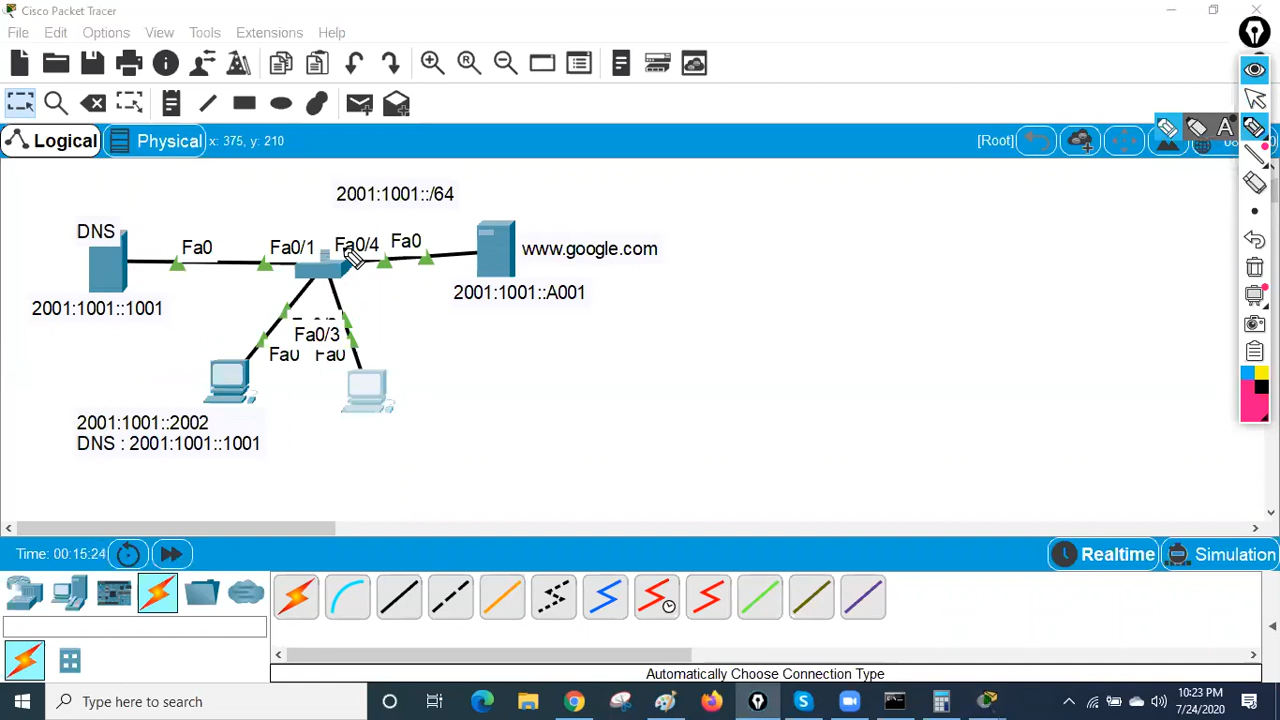 Cisco Packet Tracer
File Edit Options View Tools Extensions Help
Logical Physical x: 375, y: 210 [Root]
A
2001:1001::/64
DNS Fa0 Fa0/1 Fa0/4 Fa0 www.google.com
2001:1001::1001 2001:1001::A001
Fa0/3
Fa0 Fa0
2001:1001::2002
DNS : 2001:1001::1001
Time: 00:15:24 Realtime Simulation
Automatically Choose Connection Type
Type here to search 10:23 PM
7/24/2020